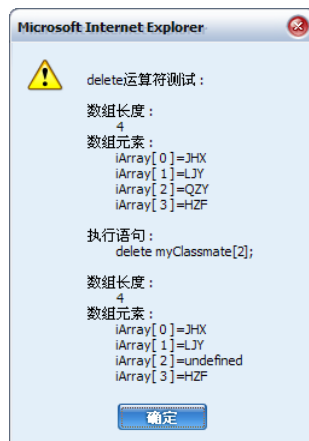 Microsoft Internet Explorer
delete运算符测试：
数组长度：
4
数组元素：
iArray[ 0 ]=JHX
iArray[ 1 ]=LJY
iArray[ 2 ]=QZY
iArray[ 3 ]=HZF
执行语句：
delete myClassmate[2];
数组长度：
4
数组元素：
iArray[ 0 ]=JHX
iArray[ 1 ]=LJY
iArray[ 2 ]=undefined
iArray[ 3 ]=HZF
确定